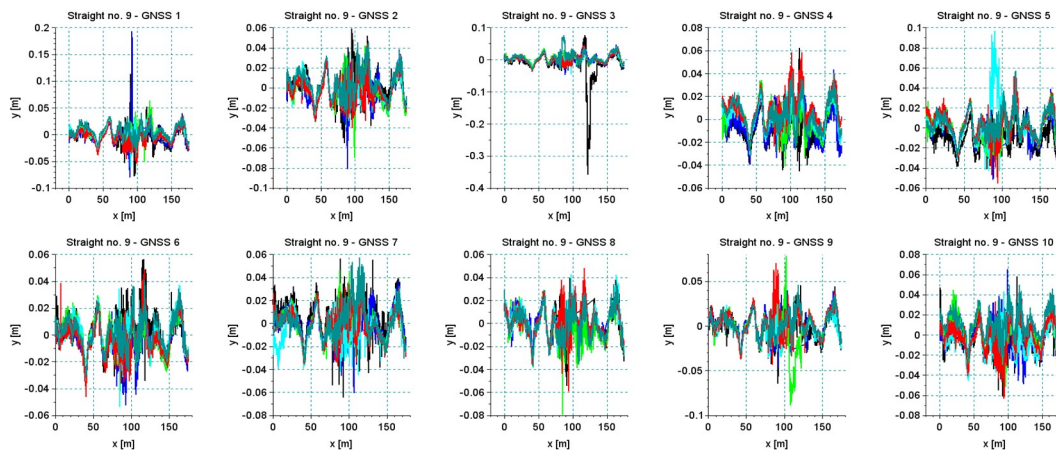 Straight no. 9 - GNSS 1
Straight no. 9 - GNSS 2
Straight no. 9 - GNSS 3
Straight no. 9 - GNSS 4
Straight no. 9 - GNSS 5
y [m]
0.2
0.15
0.1
0.05
0
-0.05
-0.1
0 50 100 150
x [m]
y [m]
0.06
0.04
0.02
0
-0.02
-0.04
-0.06
-0.08
-0.1
0 50 100 150
x [m]
y [m]
0.1
0
-0.1
-0.2
-0.3
-0.4
0 50 100 150
x [m]
y [m]
0.08
0.06
0.04
0.02
0
-0.02
-0.04
-0.06
0 50 100 150
x [m]
y [m]
0.1
0.08
0.06
0.04
0.02
0
-0.02
-0.04
-0.06
0 50 100 150
x [m]
Straight no. 9 - GNSS 6
Straight no. 9 - GNSS 7
Straight no. 9 - GNSS 8
Straight no. 9 - GNSS 9
Straight no. 9 - GNSS 10
y [m]
0.06
0.04
0.02
0
-0.02
-0.04
-0.06
0 50 100 150
x [m]
y [m]
0.06
0.04
0.02
0
-0.02
-0.04
-0.06
-0.08
0 50 100 150
x [m]
y [m]
0.06
0.04
0.02
0
-0.02
-0.04
-0.06
-0.08
0 50 100 150
x [m]
y [m]
0.05
0
-0.05
-0.1
0 50 100 150
x [m]
y [m]
0.08
0.06
0.04
0.02
0
-0.02
-0.04
-0.06
-0.08
0 50 100 150
x [m]